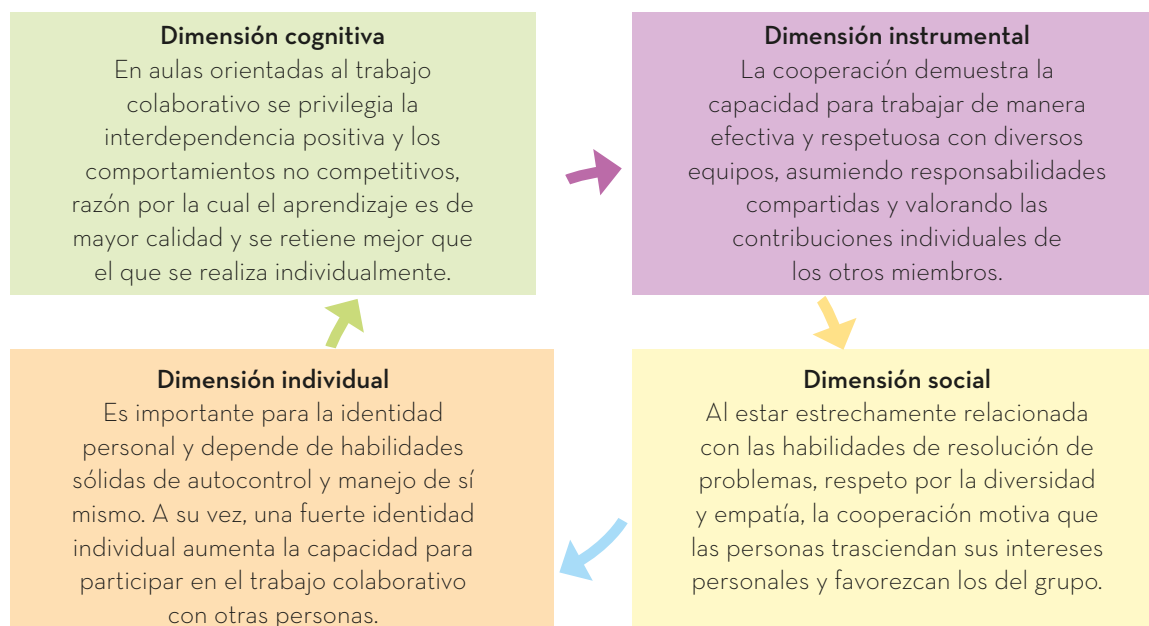 Dimensión cognitiva
En aulas orientadas al trabajo
colaborativo se privilegia la
interdependencia positiva y los
comportamientos no competitivos,
razón por la cual el aprendizaje es de
mayor calidad y se retiene mejor que
el que se realiza individualmente.
Dimensión instrumental
La cooperación demuestra la
capacidad para trabajar de manera
efectiva y respetuosa con diversos
equipos, asumiendo responsabilidades
compartidas y valorando las
contribuciones individuales de
los otros miembros.
Dimensión individual
Es importante para la identidad
personal y depende de habilidades
sólidas de autocontrol y manejo de sí
mismo. A su vez, una fuerte identidad
individual aumenta la capacidad para
participar en el trabajo colaborativo
con otras personas.
Dimensión social
Al estar estrechamente relacionada
con las habilidades de resolución de
problemas, respeto por la diversidad
y empatía, la cooperación motiva que
las personas trasciendan sus intereses
personales y favorezcan los del grupo.